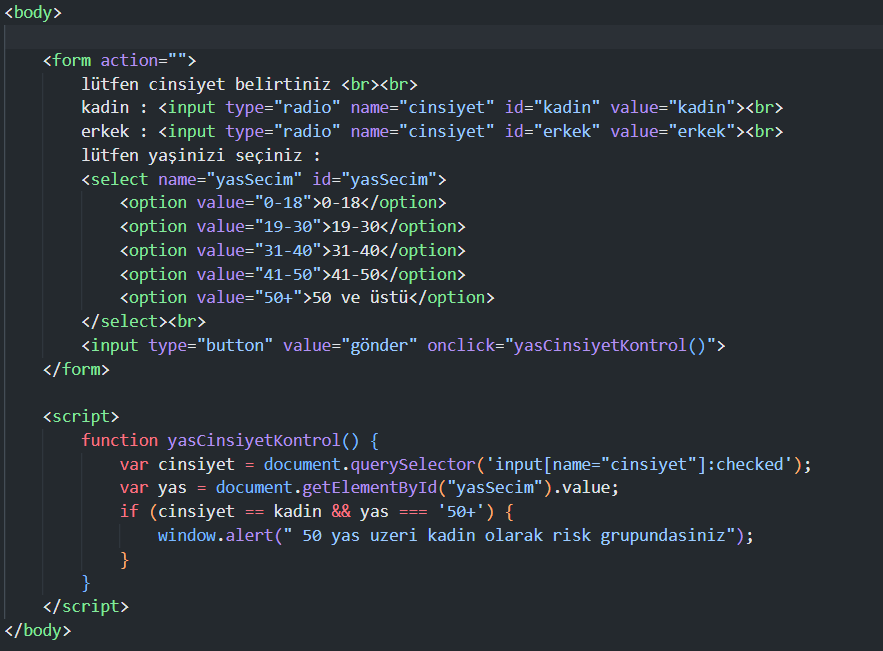 <body>
<form action="">
lütfen cinsiyet belirtiniz <br><br>
kadin : <input type="radio" name="cinsiyet" id="kadin" value="kadin"><br>
erkek : <input type="radio" name="cinsiyet" id="erkek" value="erkek"><br>
lütfen yaşinizi seçiniz :
<select name="yasSecim" id="yasSecim">
<option value="0-18">0-18</option>
<option value="19-30">19-30</option>
<option value="31-40">31-40</option>
<option value="41-50">41-50</option>
<option value="50+">50 ve üstü</option>
</select><br>
<input type="button" value="gönder" onclick="yasCinsiyetKontrol()">
</form>
<script>
function yasCinsiyetKontrol() {
var cinsiyet = document.querySelector('input[name="cinsiyet"]:checked');
var yas = document.getElementById("yasSecim").value;
if (cinsiyet == kadin && yas === '50+') {
window.alert(" 50 yas uzeri kadin olarak risk grupundasiniz");
}
}
</script>
</body>